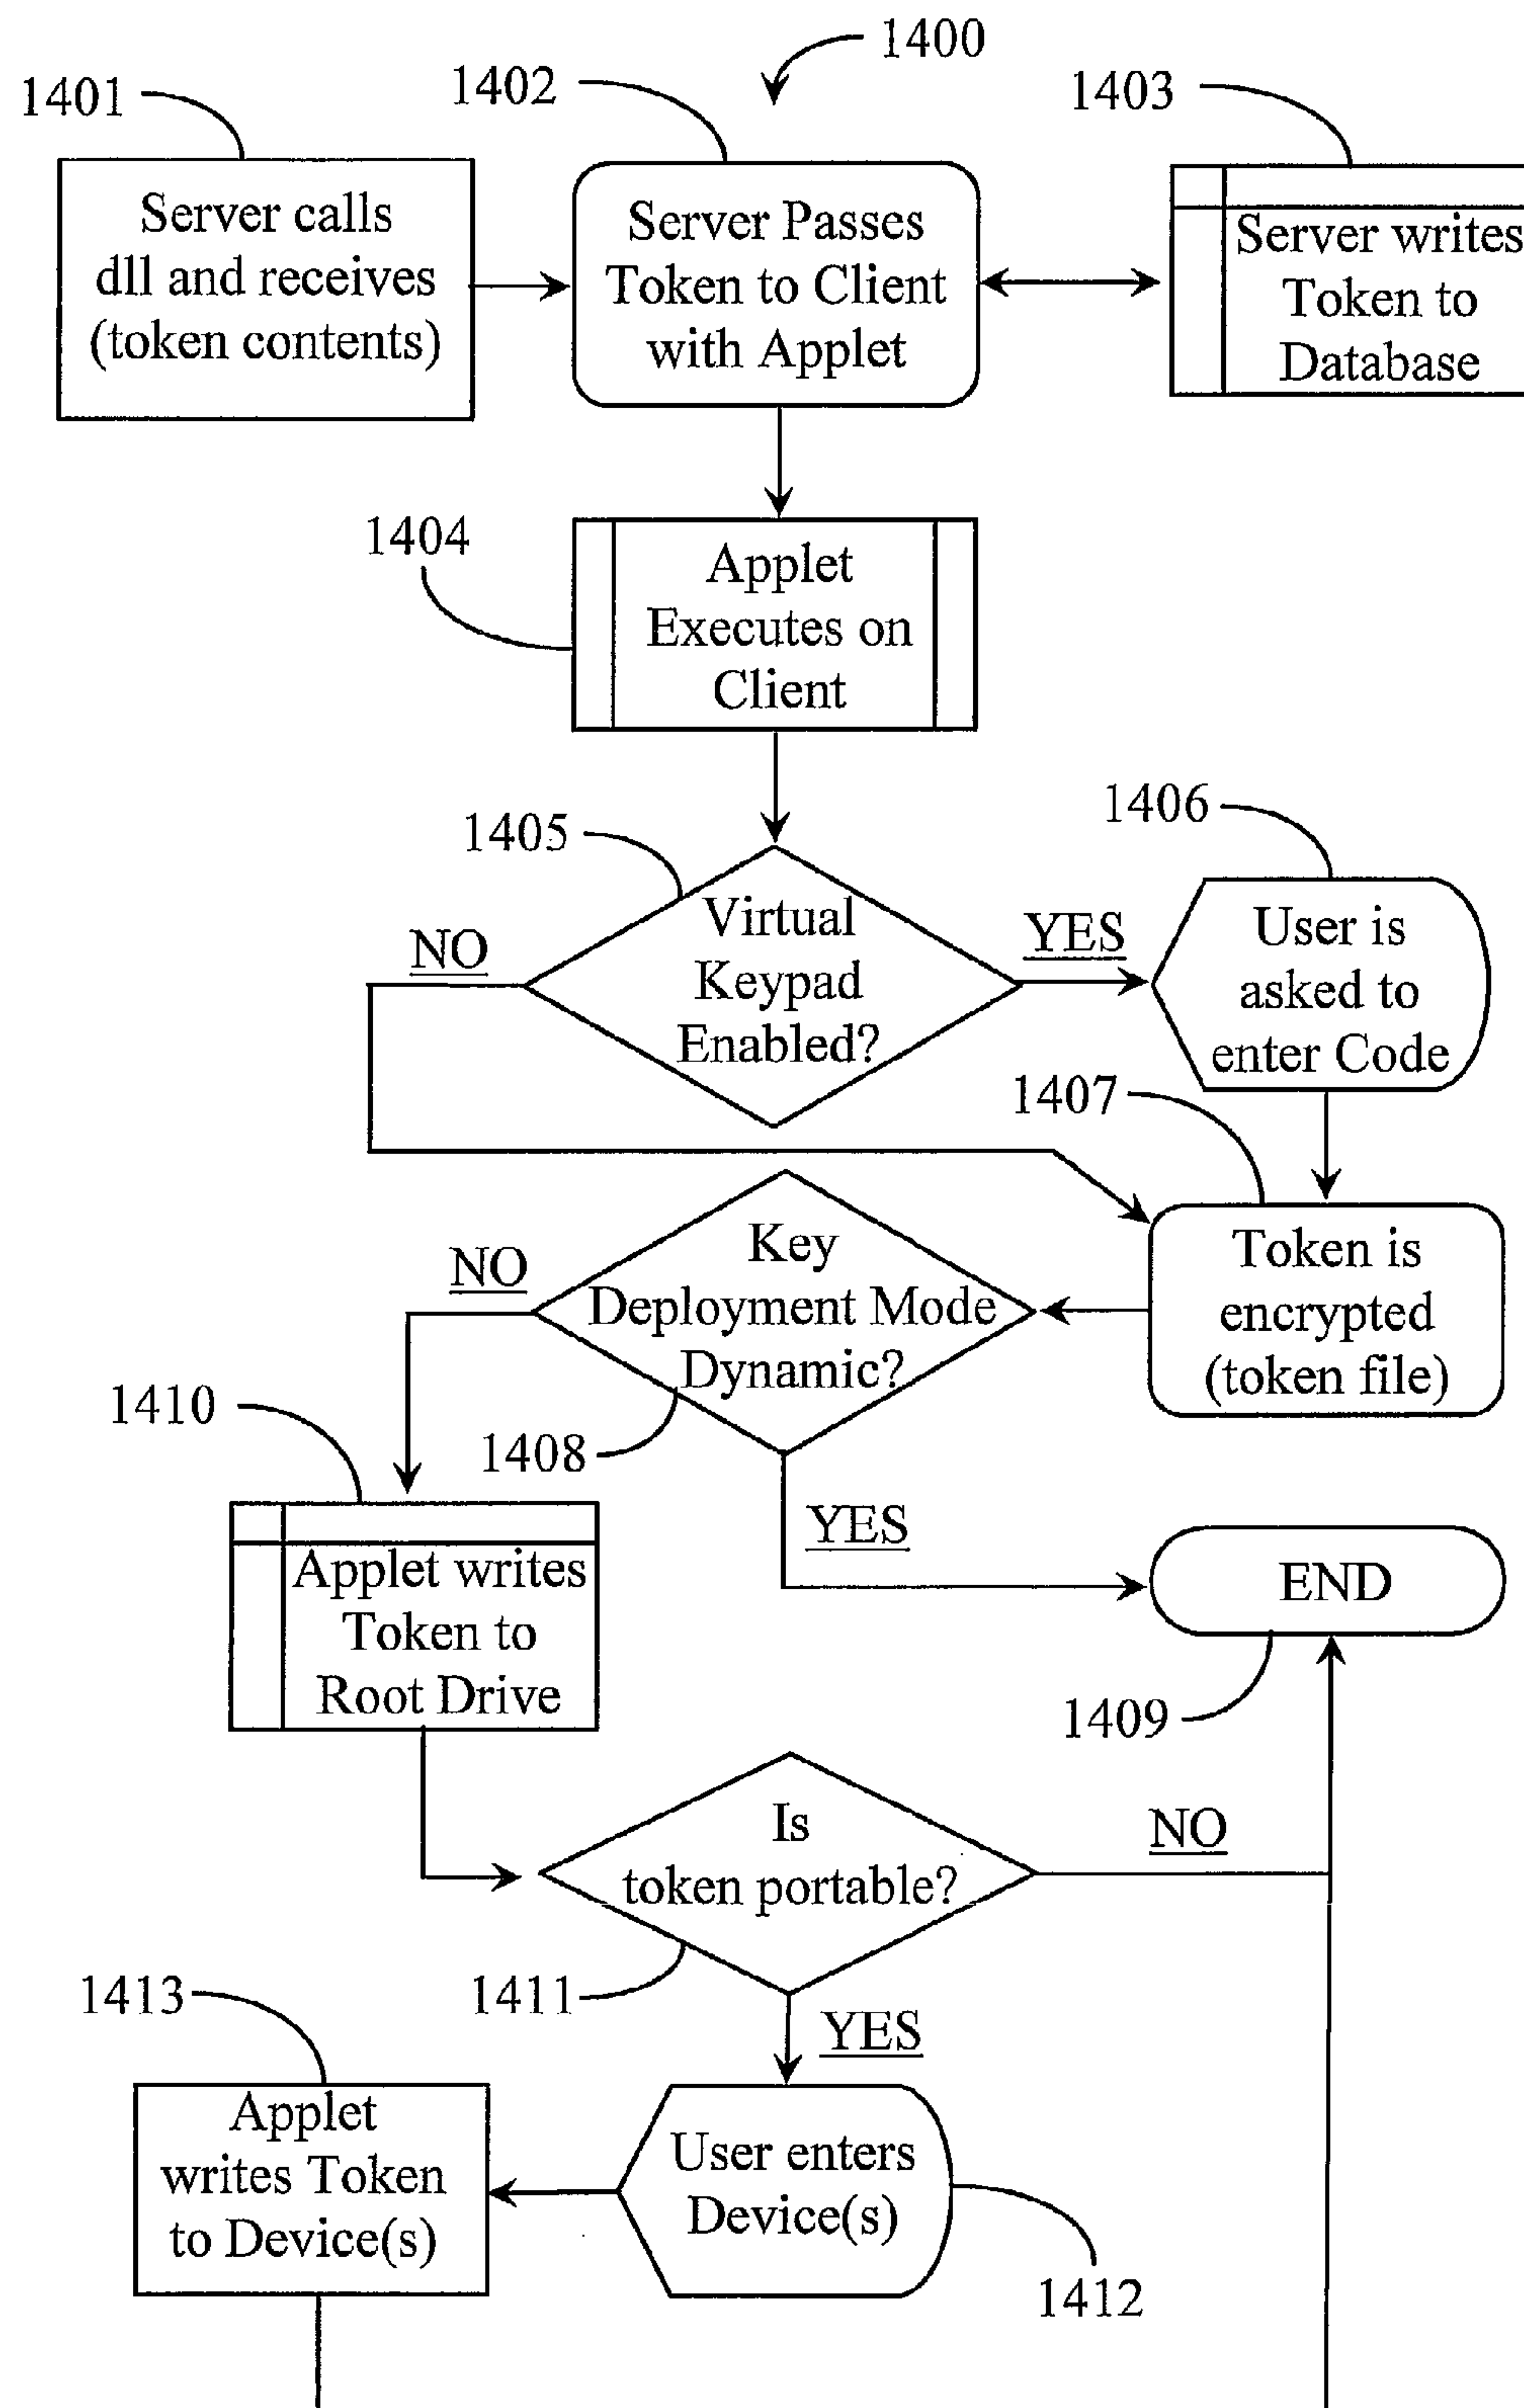 1400
1401
1402
1403
Server calls
dll and receives
(token contents)
Server Passes
Token to Client
with Applet
Server writes
Token to
Database
1404
Applet
Executes on
Client
1405
Virtual
Keypad
Enabled?
NO
YES
1406
User is
asked to
enter Code
1407
Token is
encrypted
(token file)
Key
Deployment Mode
Dynamic?
NO
1408
YES
1410
Applet writes
Token to
Root Drive
END
1409
Is
token portable?
NO
1411
YES
1413
Applet
writes Token
to Device(s)
User enters
Device(s)
1412